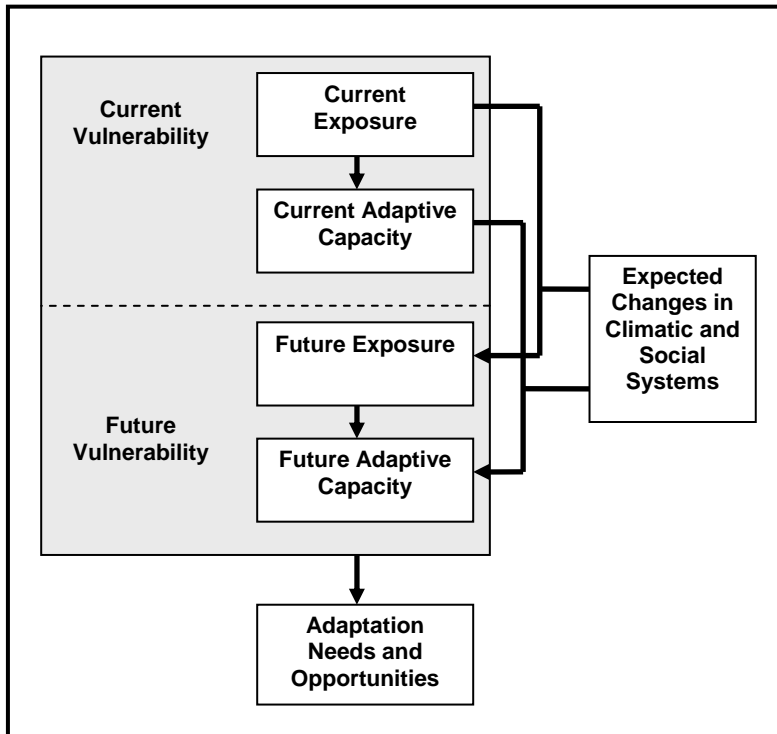 Current
Vulnerability
Current
Exposure
Current Adaptive
Capacity
Expected
Changes in
Climatic and
Social
Systems
Future Exposure
Future
Vulnerability
Future Adaptive
Capacity
Adaptation
Needs and
Opportunities